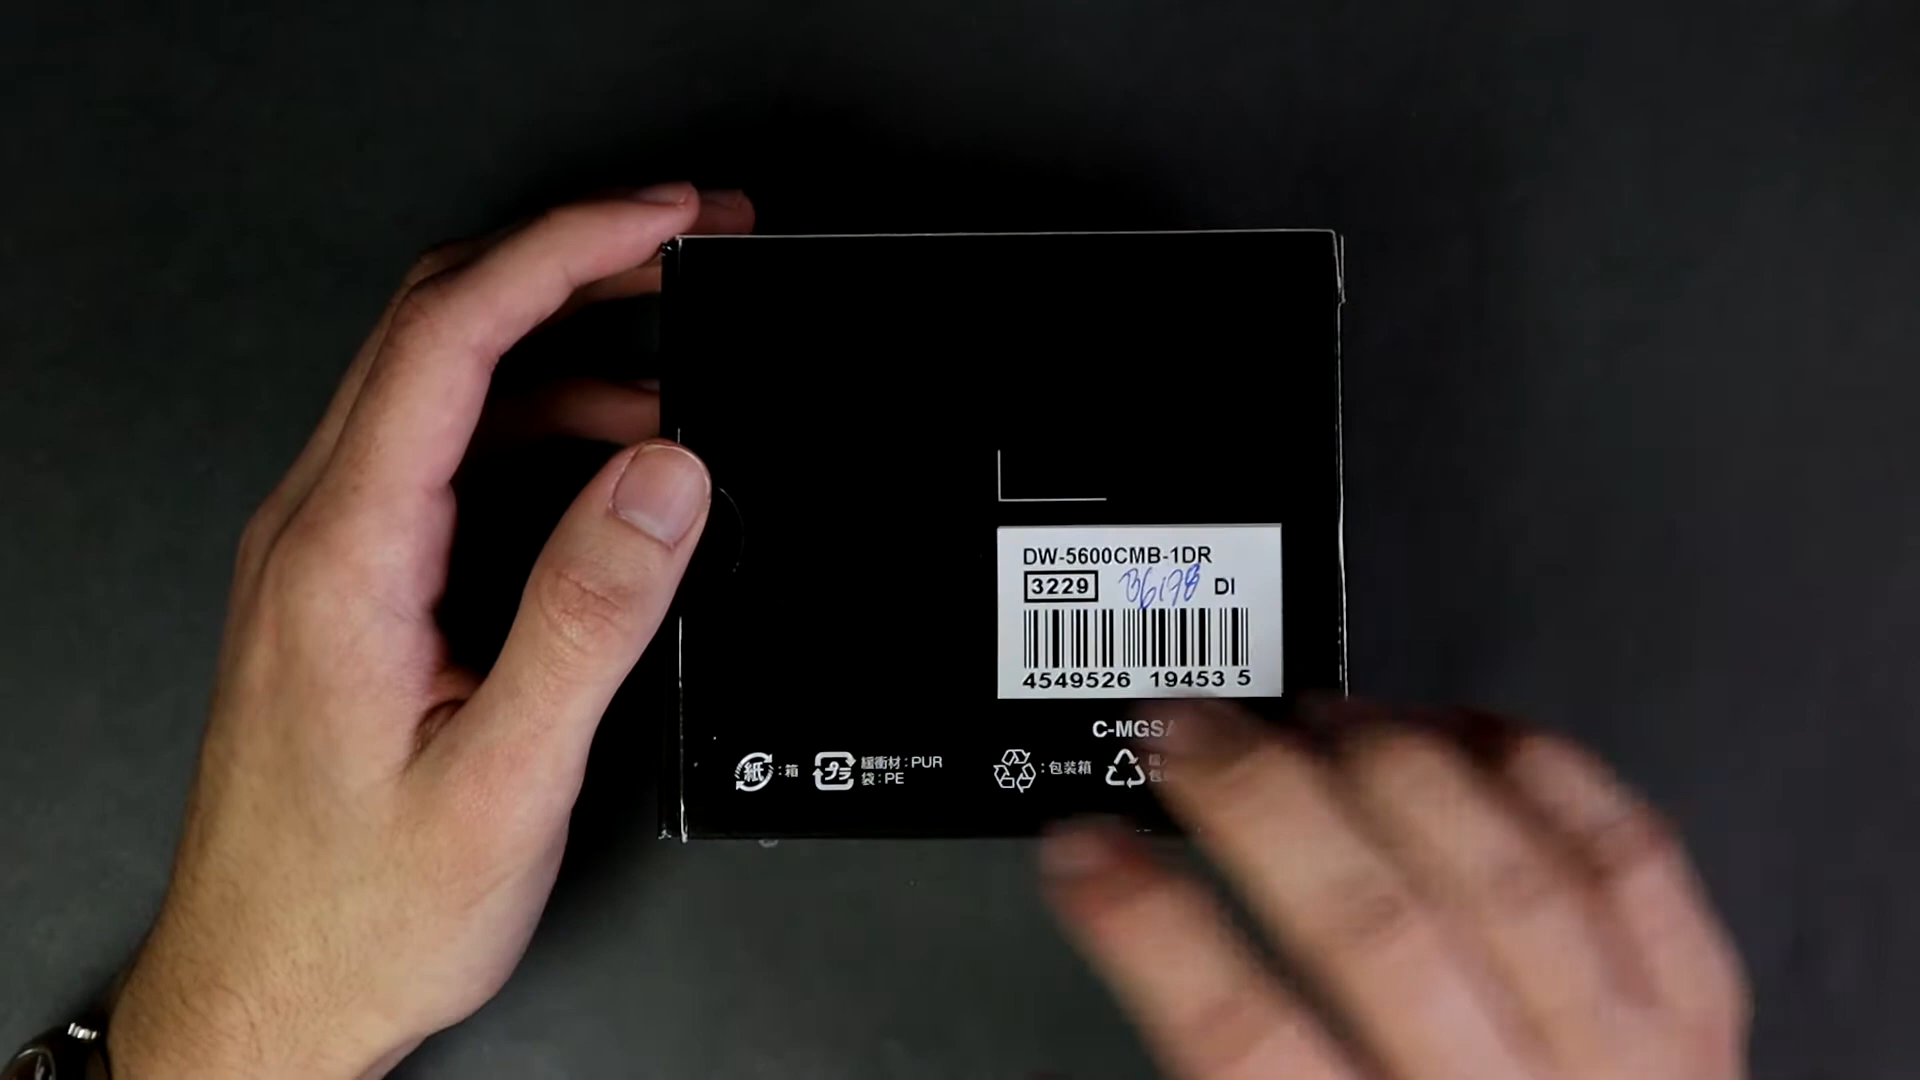 DW-5600CMB-1DR
3229 DI
4549526 19453 5
C-MGSA
紙 : 箱
プラ 緩衝材 : PUR
袋 : PE
: 包装箱